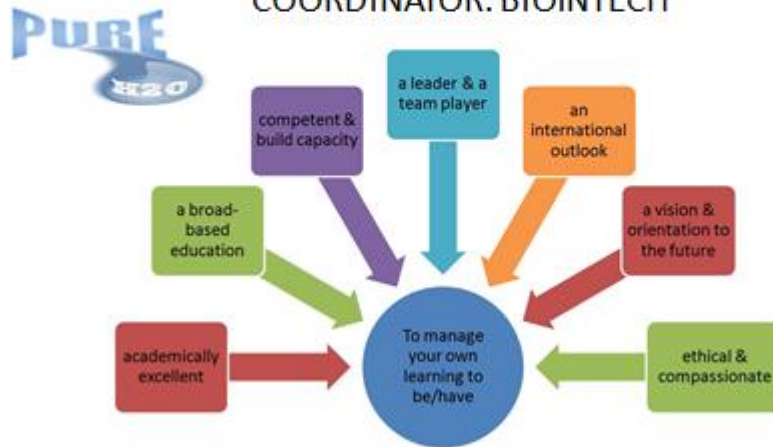 COORDINATOR: BIOINTECH
PURE
H2O
a leader & a
team player
an
international
outlook
competent &
build capacity
a vision &
orientation to
the future
a broad-
based
education
To manage
your own
learning to
be/have
academically
excellent
ethical &
compassionate